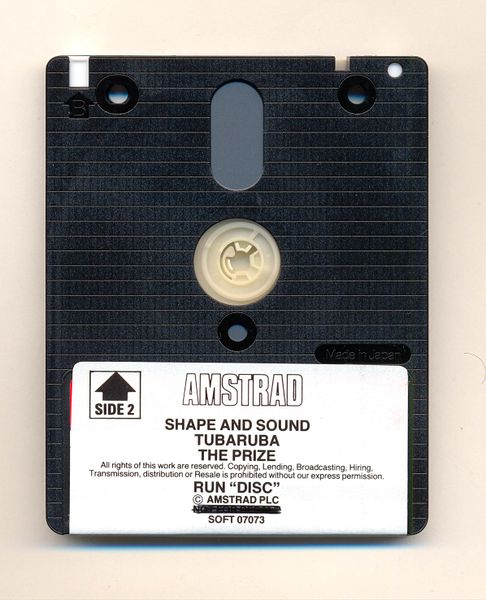 B
Made in Japan
SIDE 2
AMSTRAD
SHAPE AND SOUND
TUBARUBA
THE PRIZE
All rights of this work are reserved. Copying, Lending, Broadcasting, Hiring,
Transmission, distribution or Resale is prohibited without our express permission.
RUN "DISC"
© AMSTRAD PLC
SOFT 07073